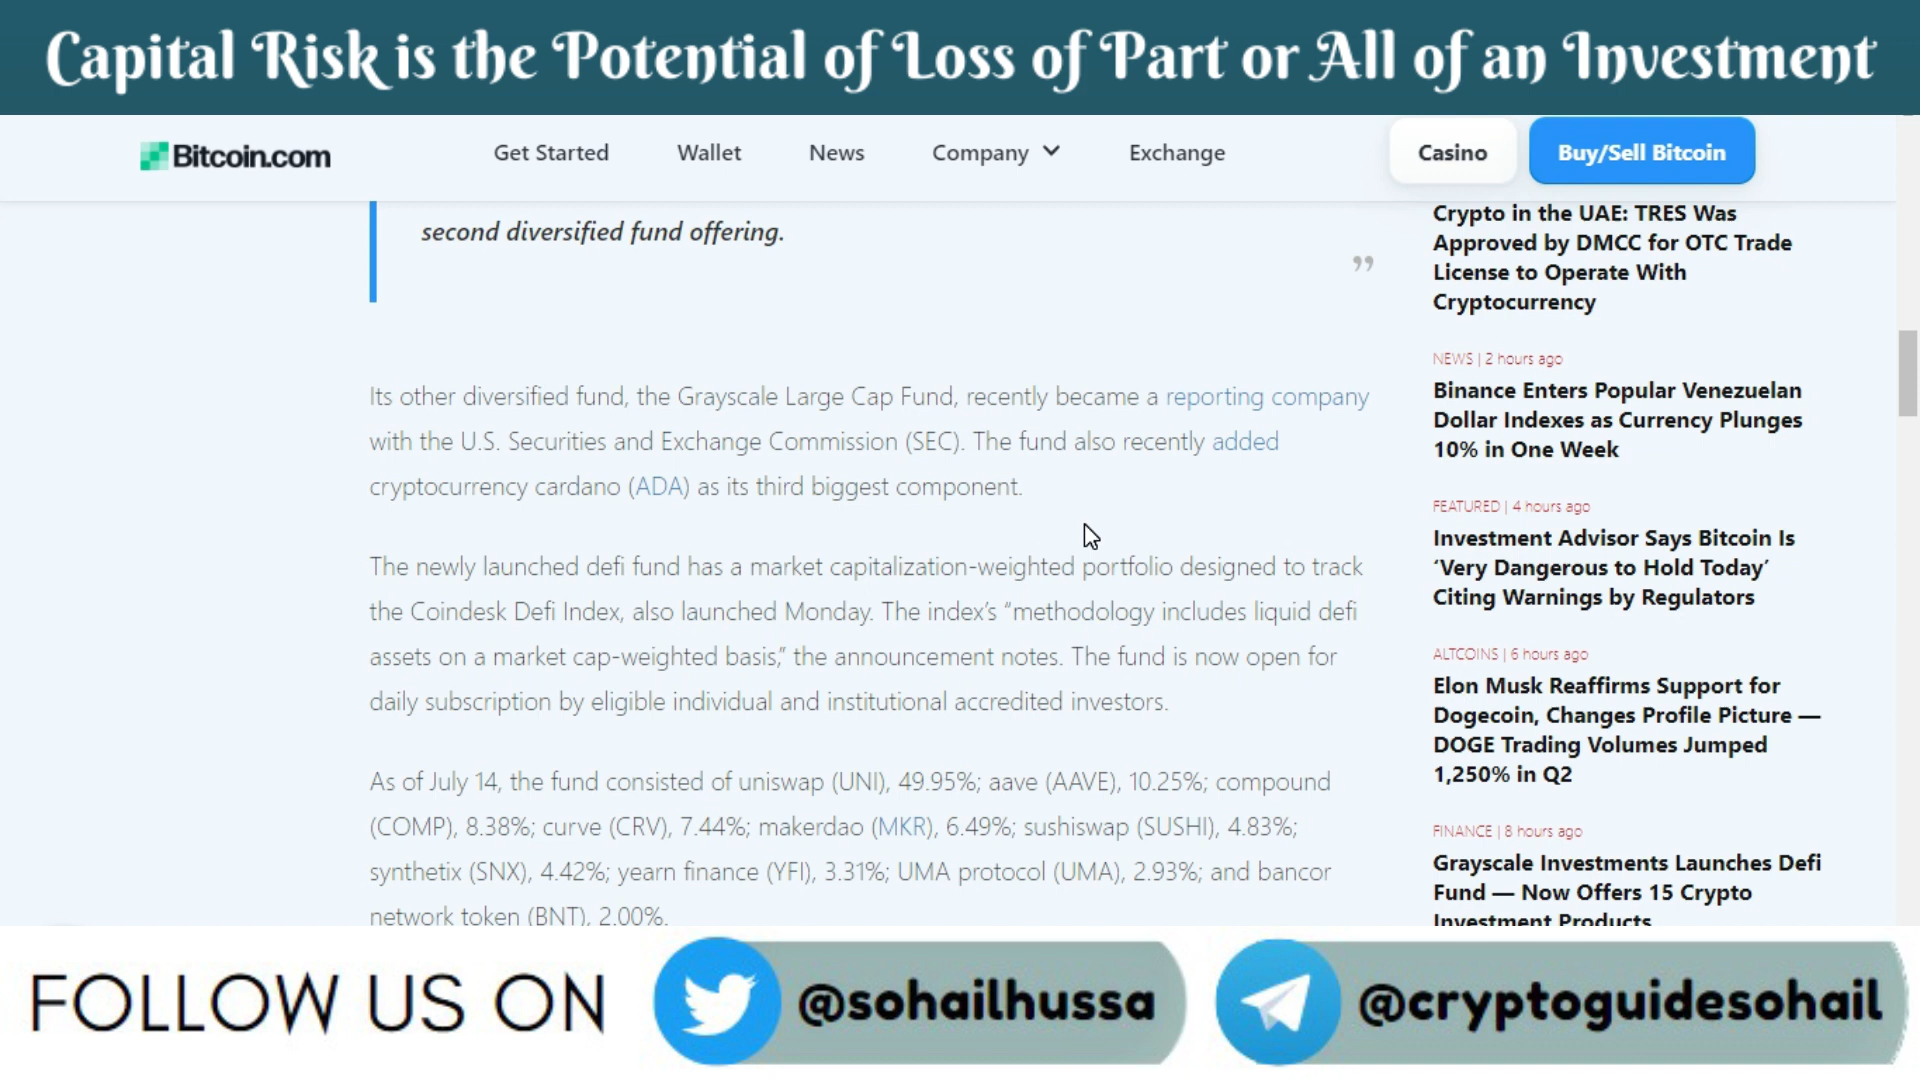 Capital Risk is the Potential of Loss of Part or All of an Investment
Bitcoin.com
Get Started
Wallet
News
Company
Exchange
Casino
Buy/Sell Bitcoin
second diversified fund offering.
”
Its other diversified fund, the Grayscale Large Cap Fund, recently became a reporting company
with the U.S. Securities and Exchange Commission (SEC). The fund also recently added
cryptocurrency cardano (ADA) as its third biggest component.
The newly launched defi fund has a market capitalization-weighted portfolio designed to track
the Coindesk Defi Index, also launched Monday. The index’s “methodology includes liquid defi
assets on a market cap-weighted basis,” the announcement notes. The fund is now open for
daily subscription by eligible individual and institutional accredited investors.
As of July 14, the fund consisted of uniswap (UNI), 49.95%; aave (AAVE), 10.25%; compound
(COMP), 8.38%; curve (CRV), 7.44%; makerdao (MKR), 6.49%; sushiswap (SUSHI), 4.83%;
synthetix (SNX), 4.42%; yearn finance (YFI), 3.31%; UMA protocol (UMA), 2.93%; and bancor
network token (BNT), 2.00%.
Crypto in the UAE: TRES Was
Approved by DMCC for OTC Trade
License to Operate With
Cryptocurrency
NEWS | 2 hours ago
Binance Enters Popular Venezuelan
Dollar Indexes as Currency Plunges
10% in One Week
FEATURED | 4 hours ago
Investment Advisor Says Bitcoin Is
‘Very Dangerous to Hold Today’
Citing Warnings by Regulators
ALTCOINS | 6 hours ago
Elon Musk Reaffirms Support for
Dogecoin, Changes Profile Picture —
DOGE Trading Volumes Jumped
1,250% in Q2
FINANCE | 8 hours ago
Grayscale Investments Launches Defi
Fund — Now Offers 15 Crypto
Investment Products
FOLLOW US ON
@sohailhussa
@cryptoguidesohail